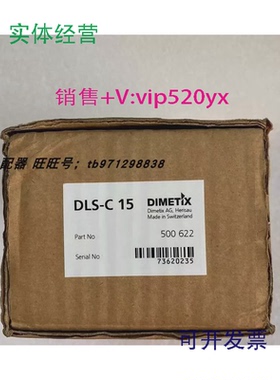 实体经营
销售+V:vip520yx
配器 旺旺号：tb971298838
DLS-C 15 DIMETIX
Dimetix AG, Herisau
Made in Switzerland
Part No 500 622
Serial No
73620235
可开发票